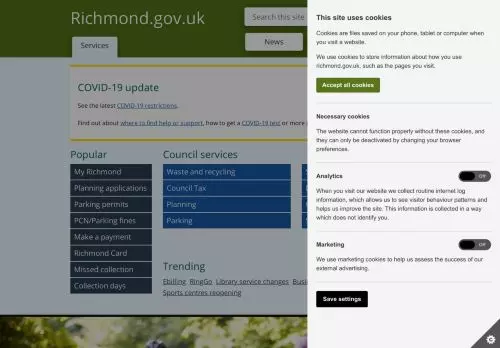 Richmond.gov.uk
Search this site
Services
News
COVID-19 update
See the latest COVID-19 restrictions.
Find out about where to find help or support, how to get a COVID-19 test or more
Popular
My Richmond
Planning applications
Parking permits
PCN/Parking fines
Make a payment
Richmond Card
Missed collection
Collection days
Council services
Waste and recycling
Council Tax
Planning
Parking
Trending
Ebilling RingGo Library service changes
Sports centres reopening
This site uses cookies
Cookies are files saved on your phone, tablet or computer when
you visit a website.
We use cookies to store information about how you use
richmond.gov.uk, such as the pages you visit.
Accept all cookies
Necessary cookies
The website cannot function properly without these cookies, and
they can only be deactivated by changing your browser
preferences.
Analytics
Off
When you visit our website we collect routine internet log
information, which allows us to see visitor behaviour patterns and
helps us improve the site. This information is collected in a
way which does not identify you.
Marketing
Off
We use marketing cookies to help us assess the success of our
external advertising.
Save settings